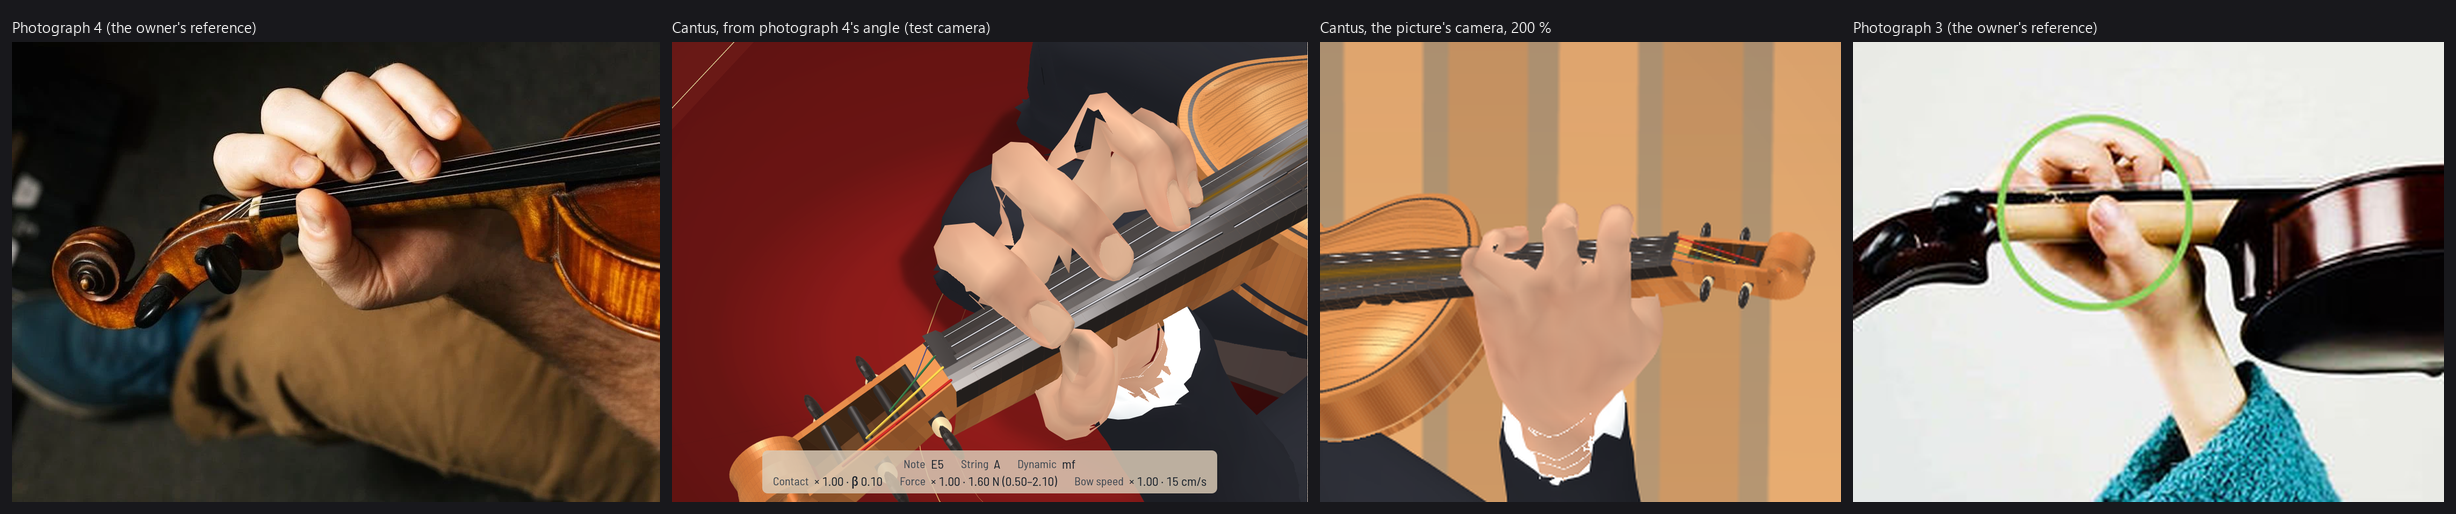 Photograph 4 (the owner's reference)
Cantus, from photograph 4's angle (test camera)
Cantus, the picture's camera, 200 %
Photograph 3 (the owner's reference)
Note E5 String A Dynamic mf
Contact × 1.00 · β 0.10 Force × 1.00 · 1.60 N (0.50–2.10) Bow speed × 1.00 · 15 cm/s